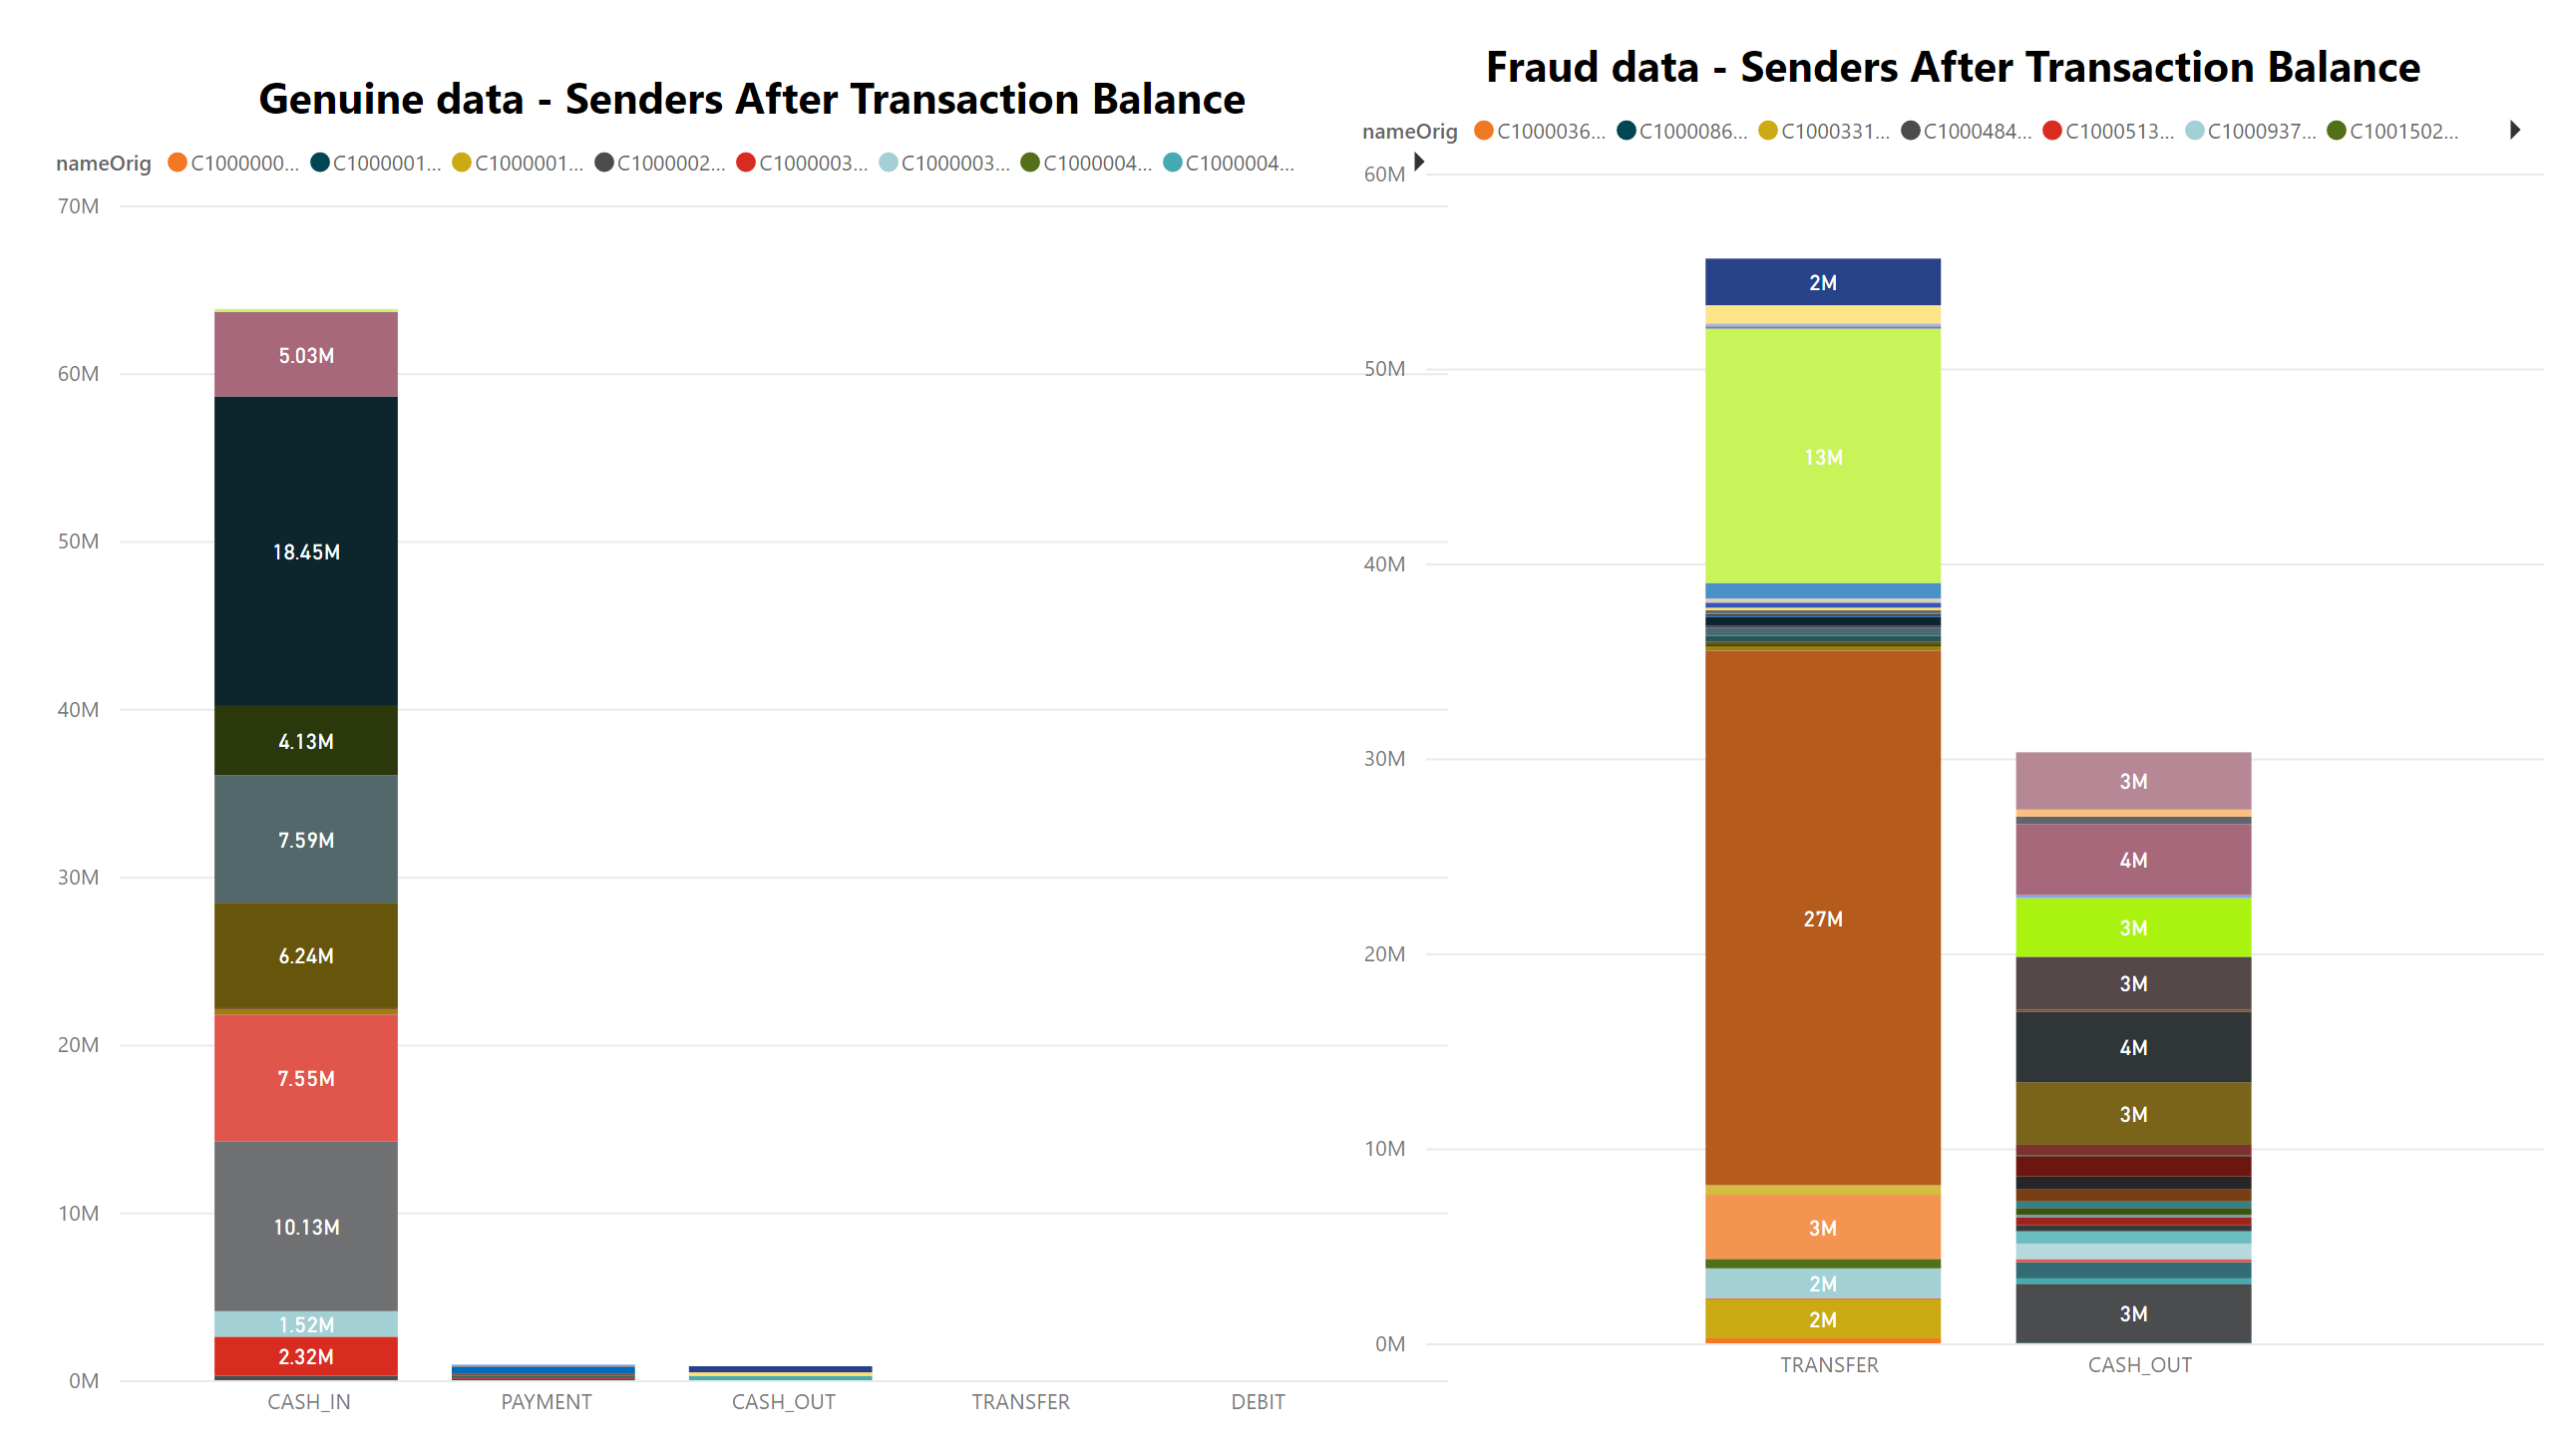 Genuine data - Senders After Transaction Balance
nameOrig C1000000... C1000001... C1000001... C1000002... C1000003... C1000003... C1000004... C1000004...
70M
60M
50M
40M
30M
20M
10M
0M
5.03M
18.45M
4.13M
7.59M
6.24M
7.55M
10.13M
1.52M
2.32M
CASH_IN PAYMENT CASH_OUT TRANSFER DEBIT
Fraud data - Senders After Transaction Balance
nameOrig C1000036... C1000086... C1000331... C1000484... C1000513... C1000937... C1001502...
60M
50M
40M
30M
20M
10M
0M
2M
13M
27M
3M
2M
2M
3M
4M
3M
3M
4M
3M
3M
TRANSFER CASH_OUT